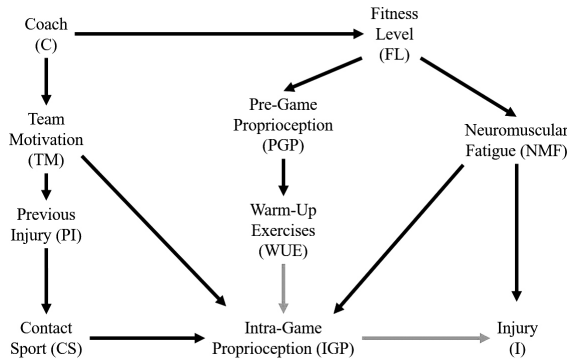 Coach
(C)
Fitness
Level
(FL)
Pre-Game
Proprioception
(PGP)
Team
Motivation
(TM)
Neuromuscular
Fatigue (NMF)
Previous
Injury (PI)
Warm-Up
Exercises
(WUE)
Contact
Sport (CS)
Intra-Game
Proprioception (IGP)
Injury
(I)